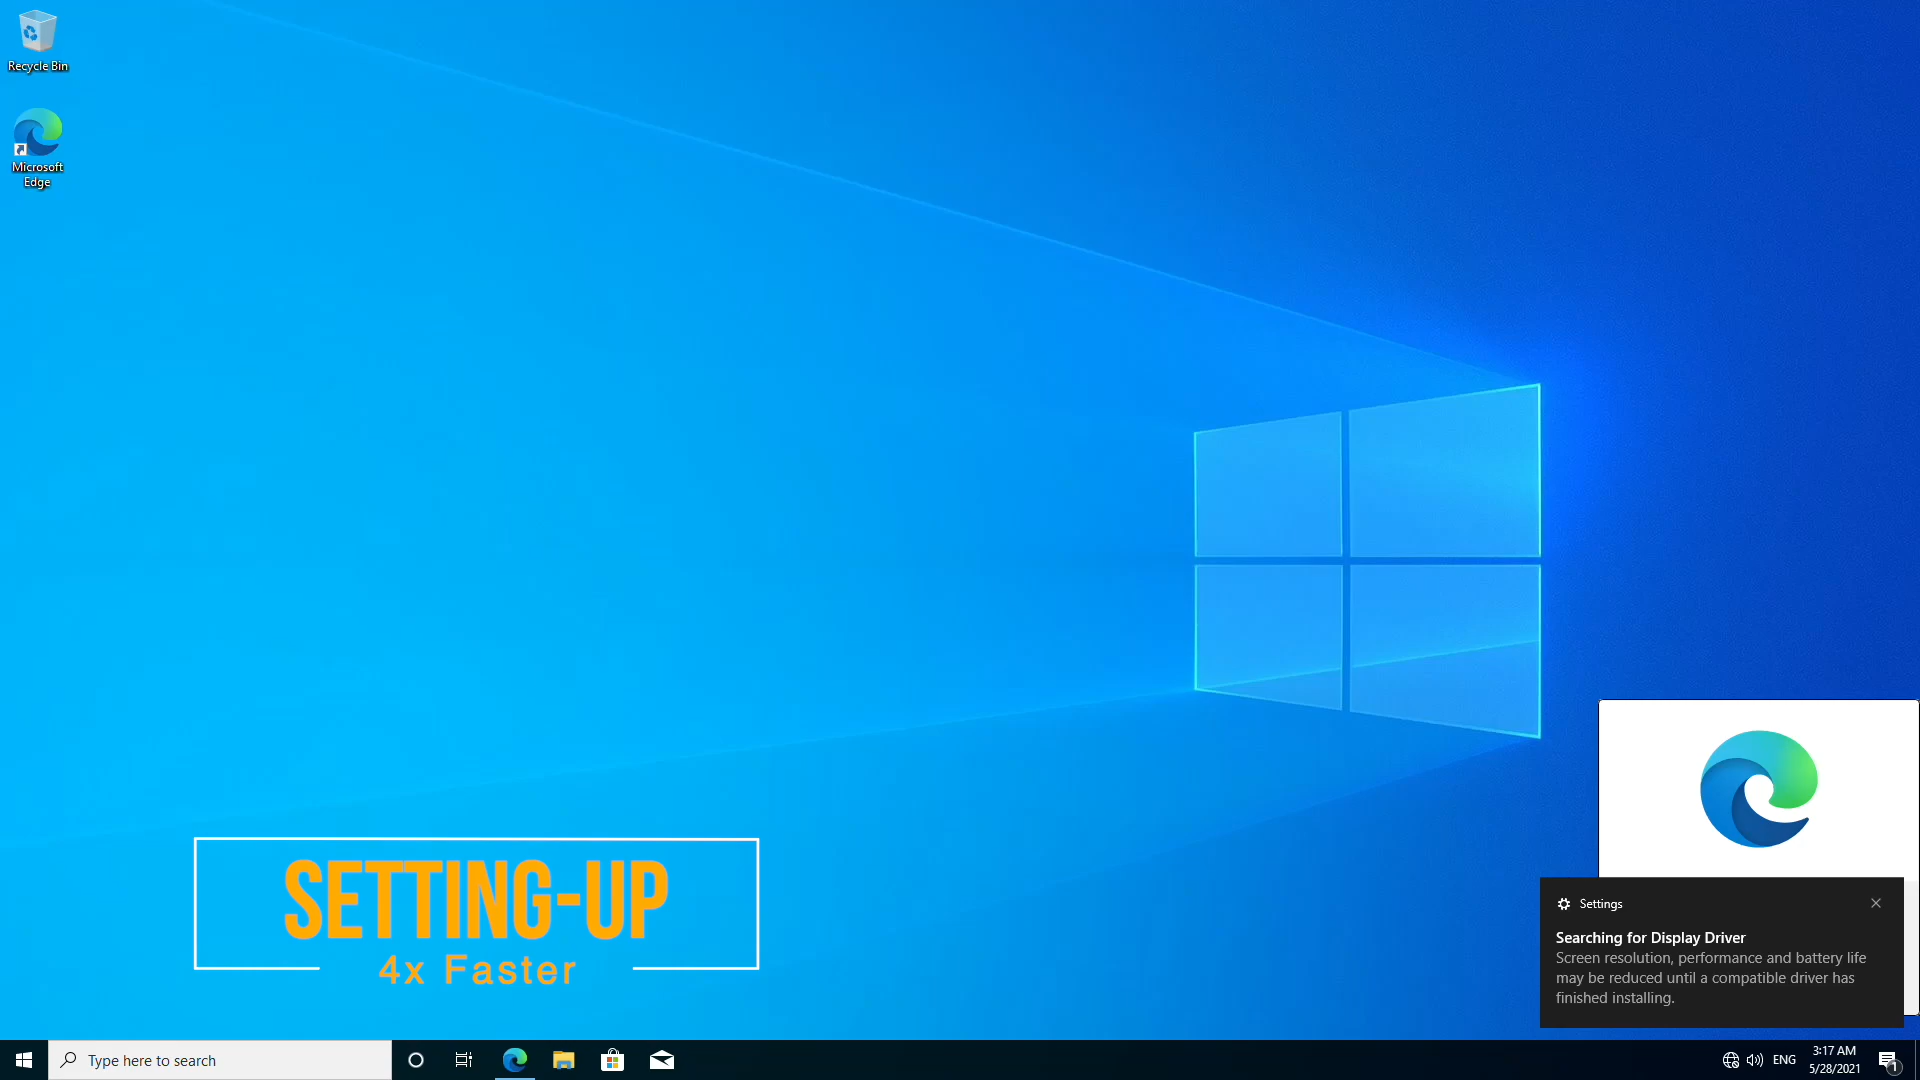 Recycle Bin
Microsoft
Edge
SETTING-UP
4x Faster
Settings
Searching for Display Driver
Screen resolution, performance and battery life
may be reduced until a compatible driver has
finished installing.
Type here to search
ENG
3:17 AM
5/28/2021
1